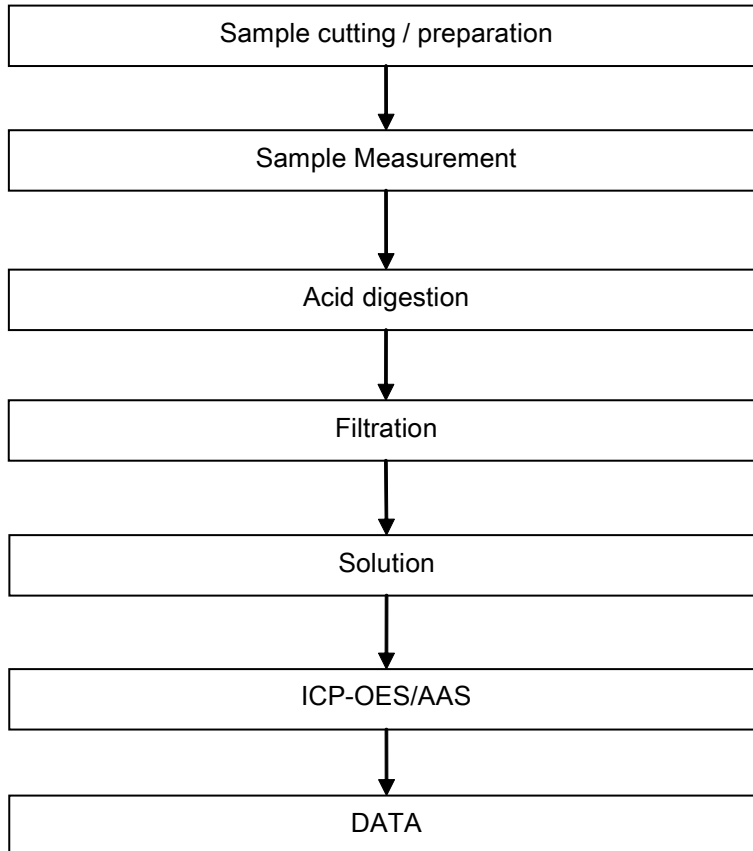 Sample cutting / preparation
Sample Measurement
Acid digestion
Filtration
Solution
ICP-OES/AAS
DATA